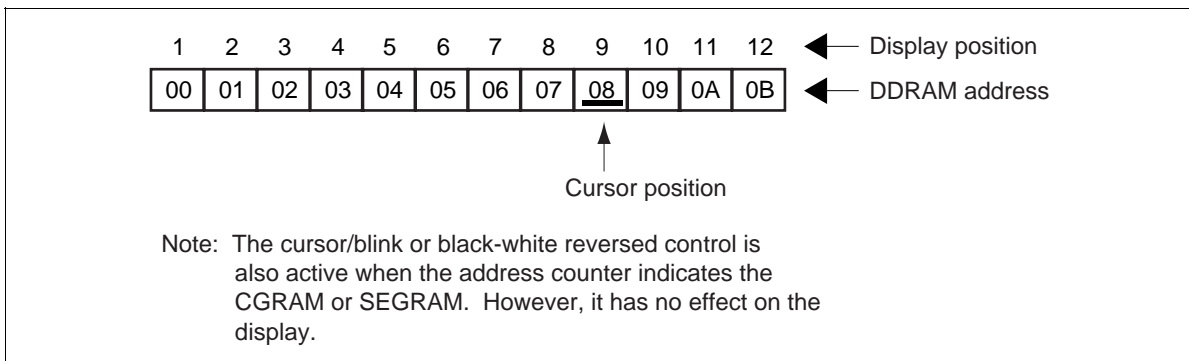 1 2 3 4 5 6 7 8 9 10 11 12 Display position
00 01 02 03 04 05 06 07 08 09 0A 0B DDRAM address
Cursor position
Note: The cursor/blink or black-white reversed control is
also active when the address counter indicates the
CGRAM or SEGRAM. However, it has no effect on the
display.